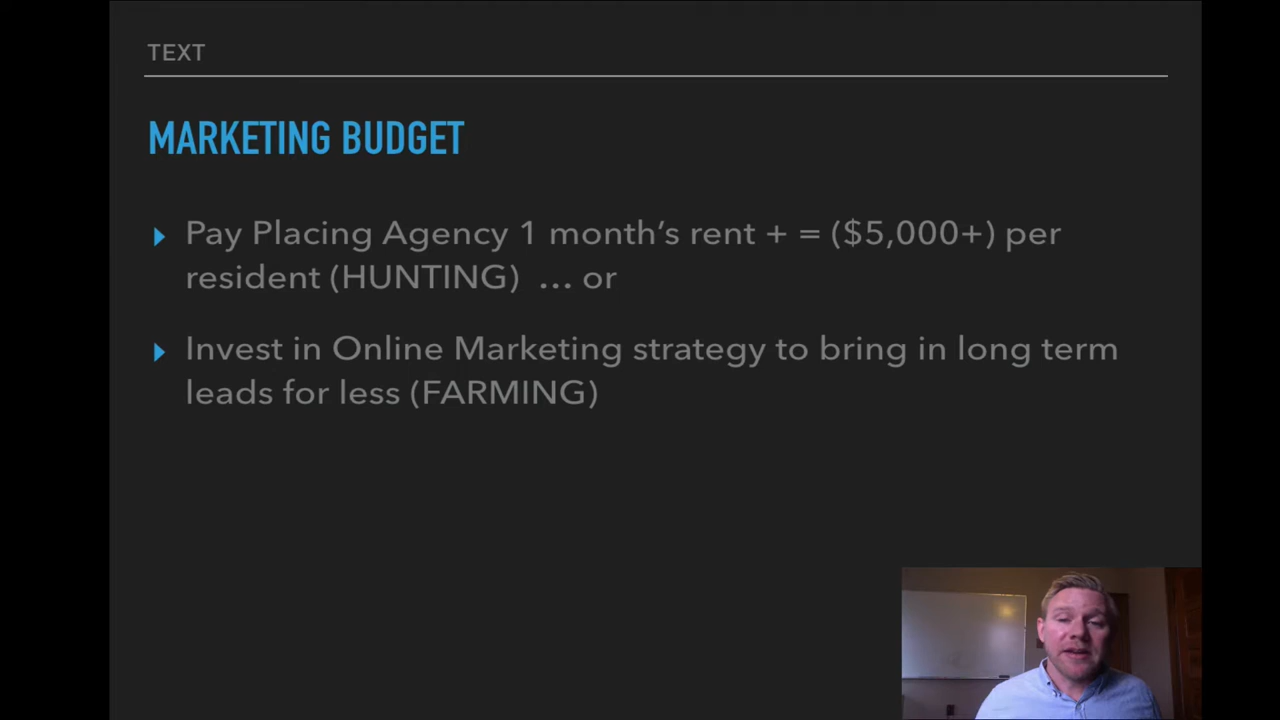 TEXT
MARKETING BUDGET
Pay Placing Agency 1 month‘s rent + = ($5,000+) per
resident (HUNTING)  … or
Invest in Online Marketing strategy to bring in long term
leads for less (FARMING)